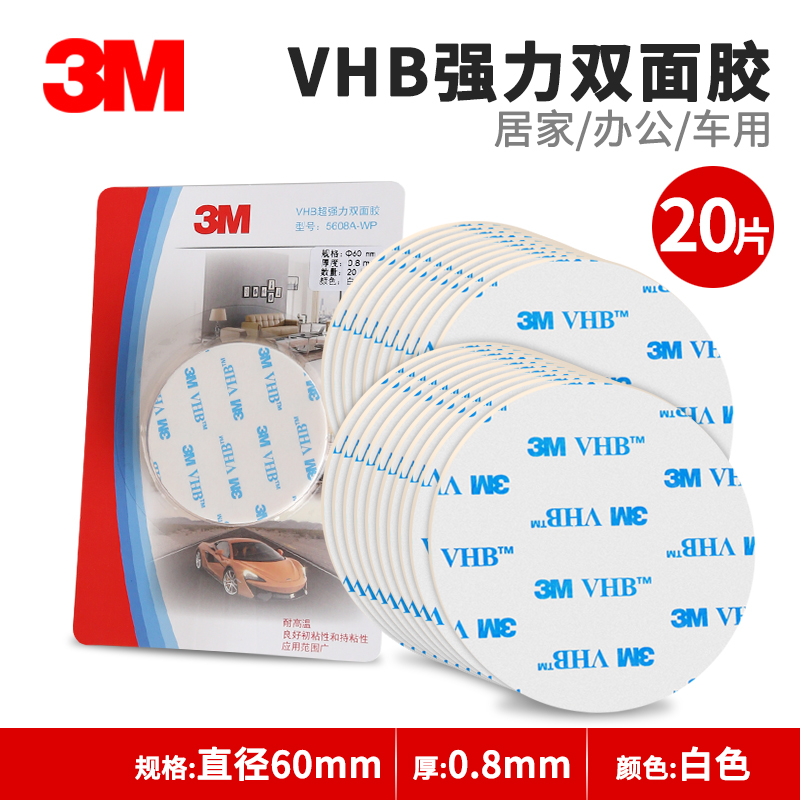 3M
VHB强力双面胶
居家/办公/车用
20片
3M
VHB超强力双面胶
型号：5608A-WP
规格：Φ60 mm
厚度：0.8 m
数量：20
颜色：白
3M VHB™
3M VHB™
3M VHB™
3M VHB™
VHB™
3M VHB™
3M VHB™
3M VHB™
3M VHB™
耐高温
良好初粘性和持粘性
应用范围广
规格:直径60mm
厚:0.8mm
颜色:白色